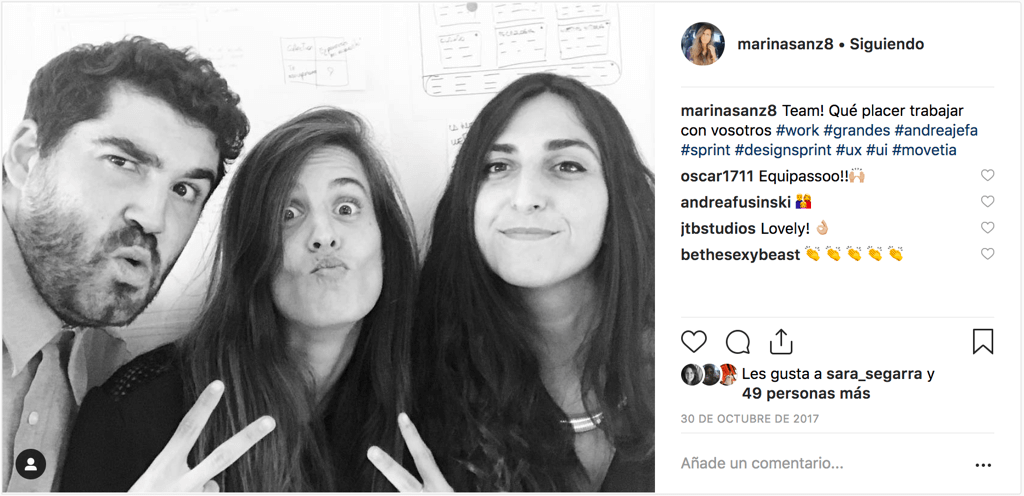 marinasanz8 • Siguiendo
marinasanz8 Team! Qué placer trabajar
con vosotros #work #grandes #andreajefa
#sprint #designsprint #ux #ui #movetia
oscar1711 Equipassoo!!🙌🏻
andreafusinski 👩‍❤️‍👩
jtbstudios Lovely! 👌🏻
bethesexybeast 👏 👏 👏 👏 👏
Les gusta a sara_segarra y
49 personas más
30 DE OCTUBRE DE 2017
Añade un comentario...